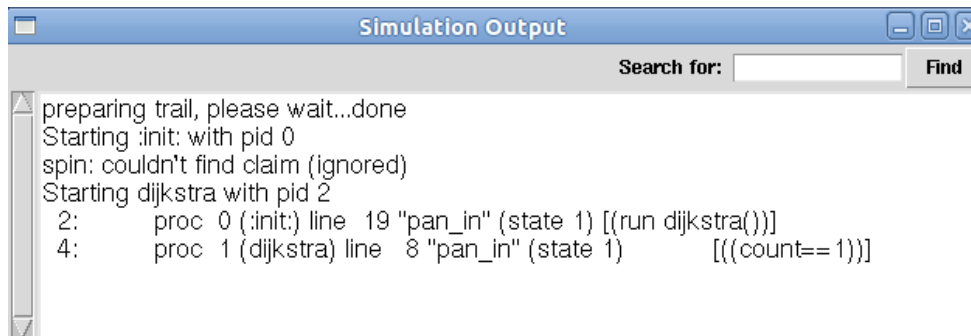 Simulation Output
Search for: Find
preparing trail, please wait...done
Starting :init: with pid 0
spin: couldn't find claim (ignored)
Starting dijkstra with pid 2
2: proc 0 (:init:) line 19 "pan_in" (state 1) [(run dijkstra())]
4: proc 1 (dijkstra) line 8 "pan_in" (state 1) [((count==1))]